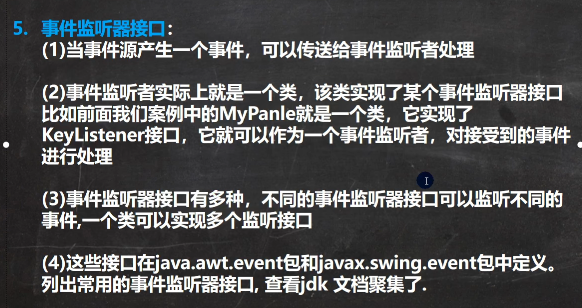 5. 事件监听器接口：
(1)当事件源产生一个事件，可以传送给事件监听者处理
(2)事件监听者实际上就是一个类，该类实现了某个事件监听器接口
比如前面我们案例中的MyPanle就是一个类，它实现了
KeyListener接口，它就可以作为一个事件监听者，对接受到的事件
进行处理
(3)事件监听器接口有多种，不同的事件监听器接口可以监听不同的
事件,一个类可以实现多个监听接口
(4)这些接口在java.awt.event包和javax.swing.event包中定义。
列出常用的事件监听器接口, 查看jdk 文档聚集了.